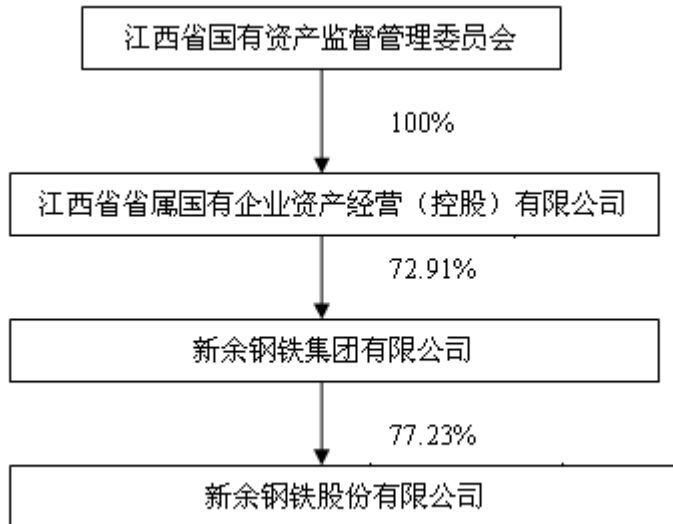 江西省国有资产监督管理委员会
100%
江西省省属国有企业资产经营（控股）有限公司
72.91%
新余钢铁集团有限公司
77.23%
新余钢铁股份有限公司